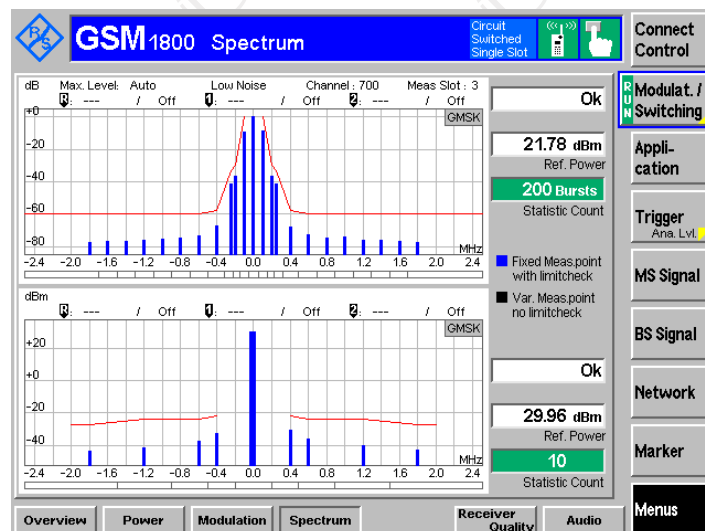 R&S
GSM1800 Spectrum
Circuit
Switched
Single Slot
Connect
Control
dB Max. Level: Auto Low Noise Channel : 700 Meas Slot : 3
R: --- / Off 1: --- / Off 2: --- / Off
GMSK
+0
-20
-40
-60
-80
MHz
-2.4 -2.0 -1.6 -1.2 -0.8 -0.4 0.0 0.4 0.8 1.2 1.6 2.0 2.4
Ok
21.78 dBm
Ref. Power
200 Bursts
Statistic Count
Fixed Meas.point
with limitcheck
Var. Meas.point
no limitcheck
dBm
R: --- / Off 1: --- / Off 2: --- / Off
GMSK
+20
+0
-20
-40
MHz
-2.4 -2.0 -1.6 -1.2 -0.8 -0.4 0.0 0.4 0.8 1.2 1.6 2.0 2.4
Ok
29.96 dBm
Ref. Power
10
Statistic Count
RUN
Modulat. /
Switching
Appli-
cation
Trigger
Ana. Lvl.
MS Signal
BS Signal
Network
Marker
Menus
Overview Power Modulation Spectrum Receiver
Quality Audio